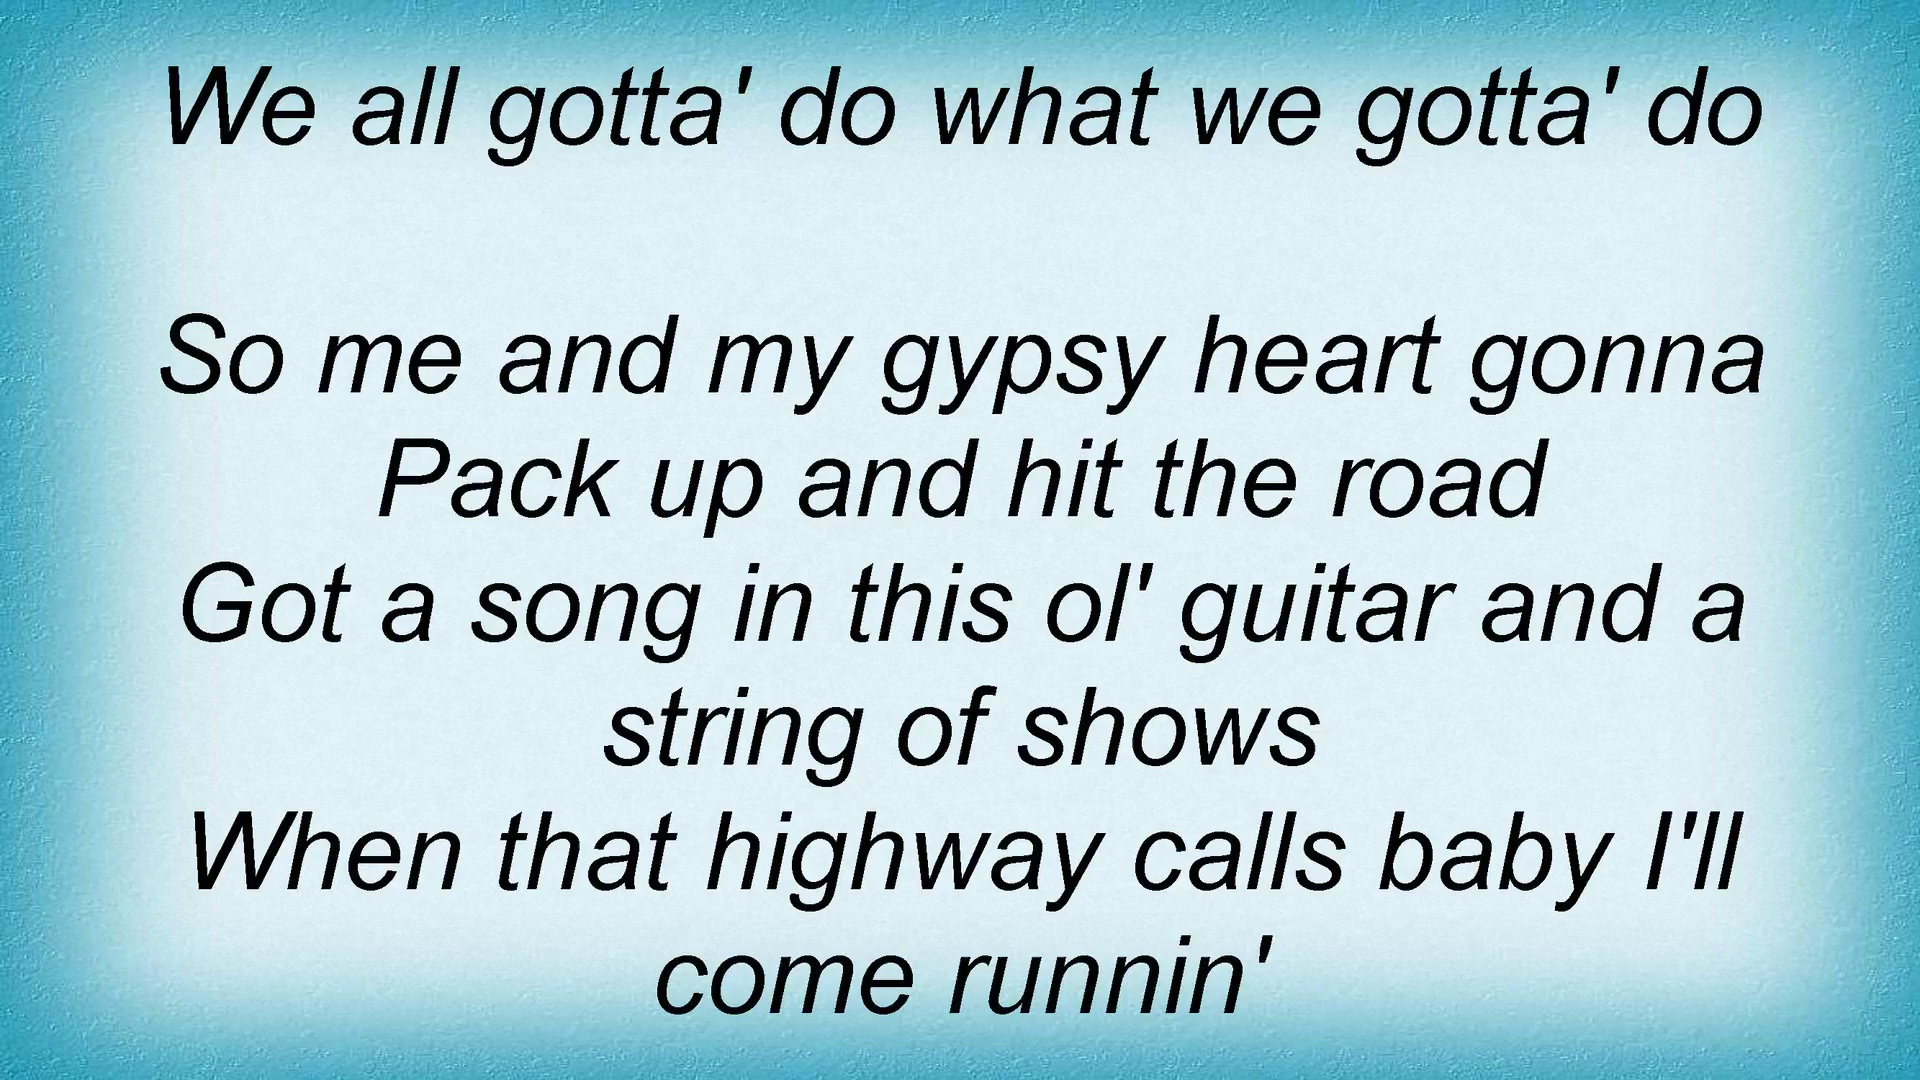 We all gotta' do what we gotta' do
So me and my gypsy heart gonna
Pack up and hit the road
Got a song in this ol' guitar and a
string of shows
When that highway calls baby I'll
come runnin'